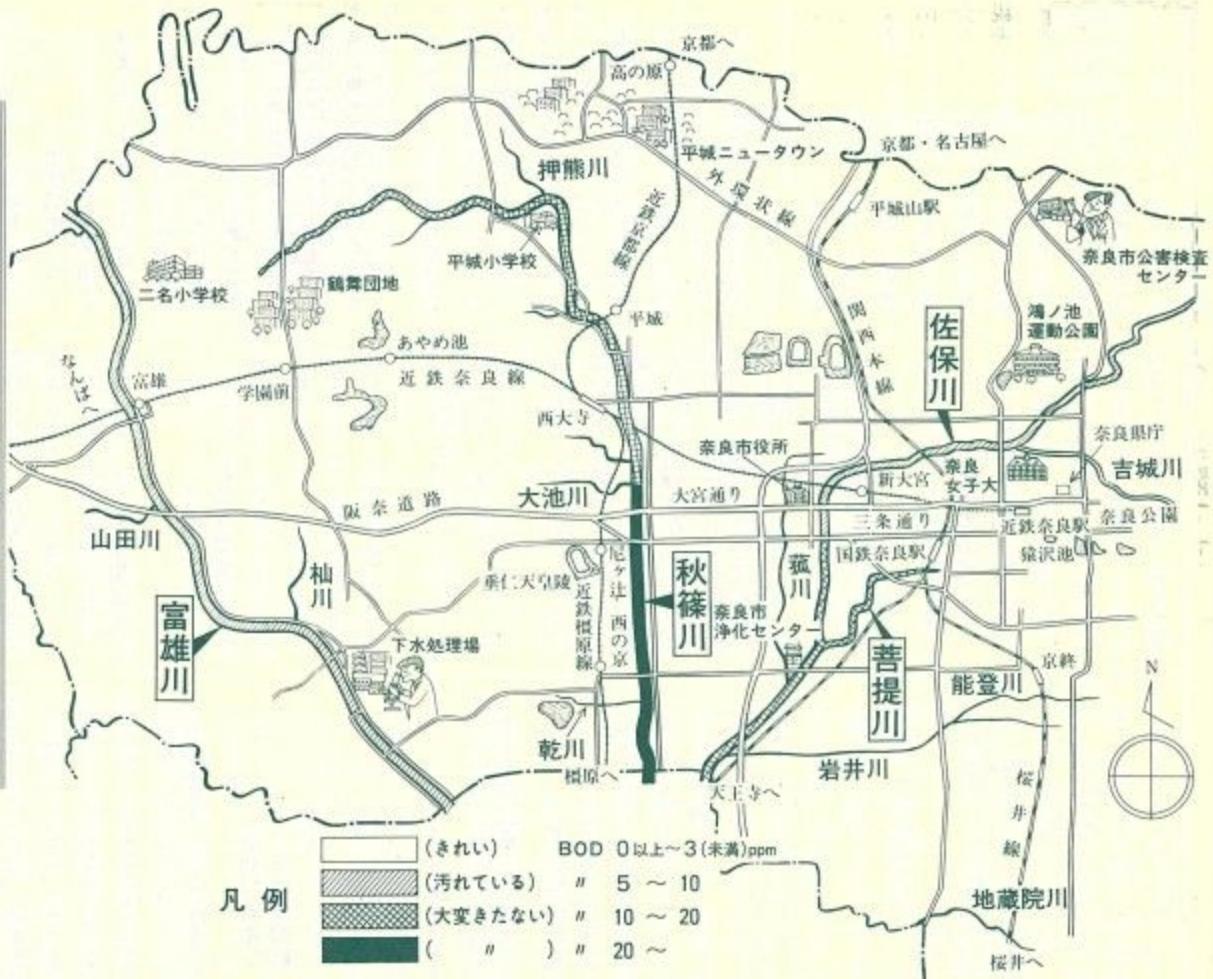 京都へ
高の原
平城ニュータウン
京都・名古屋へ
押熊川
外環状線
近鉄京都線
平城山駅
平城小学校
奈良市公害検査
センター
二名小学校
鶴舞団地
関西本線
鴻ノ池
運動公園
佐保川
平城
あやめ池
近鉄奈良線
学園前
富雄
なんばへ
西大寺
奈良市役所
奈良県庁
新大宮
奈良
女子大
吉城川
大池川
大宮通り
阪奈道路
三条通り
近鉄奈良駅
奈良公園
山田川
国鉄奈良駅
猿沢池
杣川
垂仁天皇陵
尼ヶ辻
西の京
近鉄橿原線
秋篠川
菰川
奈良市
浄化センター
富雄川
下水処理場
菩提川
京終
能登川
N
乾川
橿原へ
岩井川
天王寺へ
桜井線
地蔵院川
桜井へ
凡例
(きれい) BOD 0以上~3(未満)ppm
(汚れている) 〃 5 ~ 10
(大変きたない) 〃 10 ~ 20
( 〃 ) 〃 20 ~